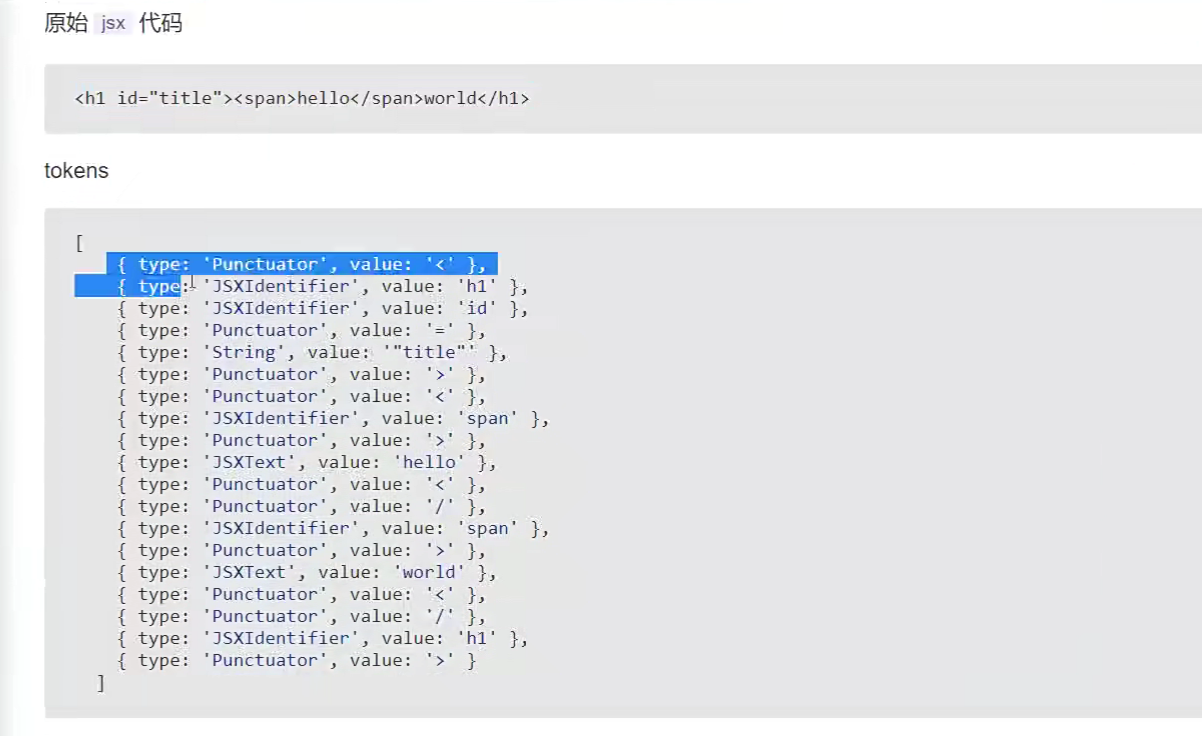 原始 jsx 代码
<h1 id="title"><span>hello</span>world</h1>
tokens
[
{ type: 'Punctuator', value: '<' },
{ type: 'JSXIdentifier', value: 'h1' },
{ type: 'JSXIdentifier', value: 'id' },
{ type: 'Punctuator', value: '=' },
{ type: 'String', value: '"title"' },
{ type: 'Punctuator', value: '>' },
{ type: 'Punctuator', value: '<' },
{ type: 'JSXIdentifier', value: 'span' },
{ type: 'Punctuator', value: '>' },
{ type: 'JSXText', value: 'hello' },
{ type: 'Punctuator', value: '<' },
{ type: 'Punctuator', value: '/' },
{ type: 'JSXIdentifier', value: 'span' },
{ type: 'Punctuator', value: '>' },
{ type: 'JSXText', value: 'world' },
{ type: 'Punctuator', value: '<' },
{ type: 'Punctuator', value: '/' },
{ type: 'JSXIdentifier', value: 'h1' },
{ type: 'Punctuator', value: '>' }
]